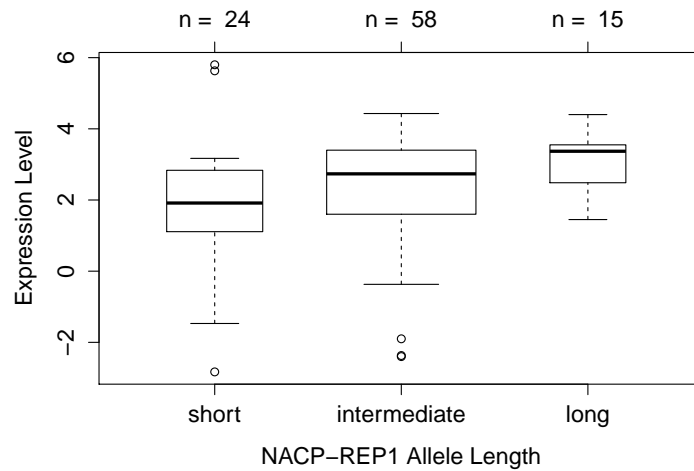 n = 24 n = 58 n = 15
6
4
2
0
−2
Expression Level
short intermediate long
NACP−REP1 Allele Length